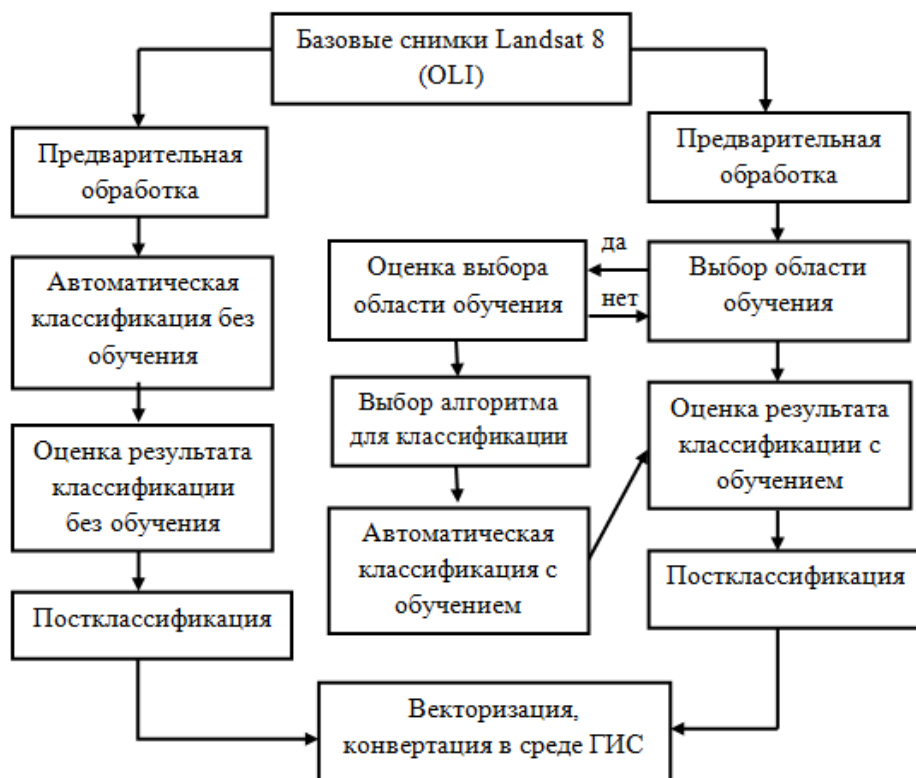 Базовые снимки Landsat 8
(OLI)
Предварительная
обработка
Предварительная
обработка
Автоматическая
классификация без
обучения
Оценка выбора
области обучения
да
нет
Выбор области
обучения
Выбор алгоритма
для классификации
Оценка результата
классификации с
обучением
Оценка результата
классификации
без обучения
Автоматическая
классификация с
обучением
Постклассификация
Постклассификация
Векторизация,
конвертация в среде ГИС